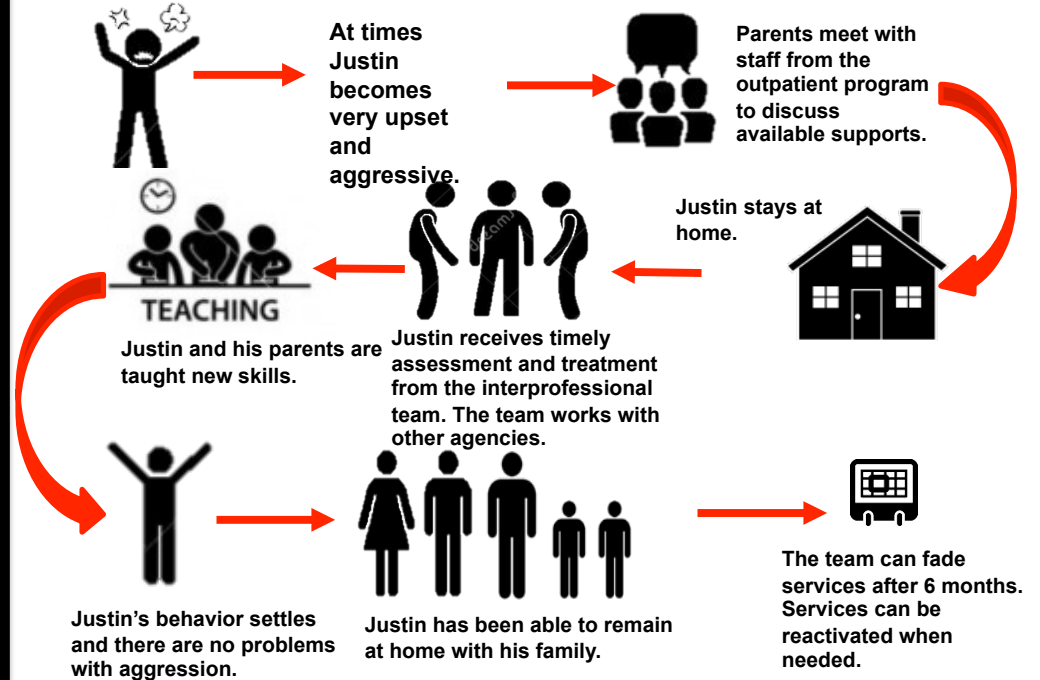 At times
Justin
becomes
very upset
and
aggressive.
Parents meet with
staff from the
outpatient program
to discuss
available supports.
Justin stays at
home.
dreams
Justin receives timely
assessment and treatment
from the interprofessional
team. The team works with
other agencies.
TEACHING
Justin and his parents are
taught new skills.
Justin’s behavior settles
and there are no problems
with aggression.
Justin has been able to remain
at home with his family.
The team can fade
services after 6 months.
Services can be
reactivated when
needed.